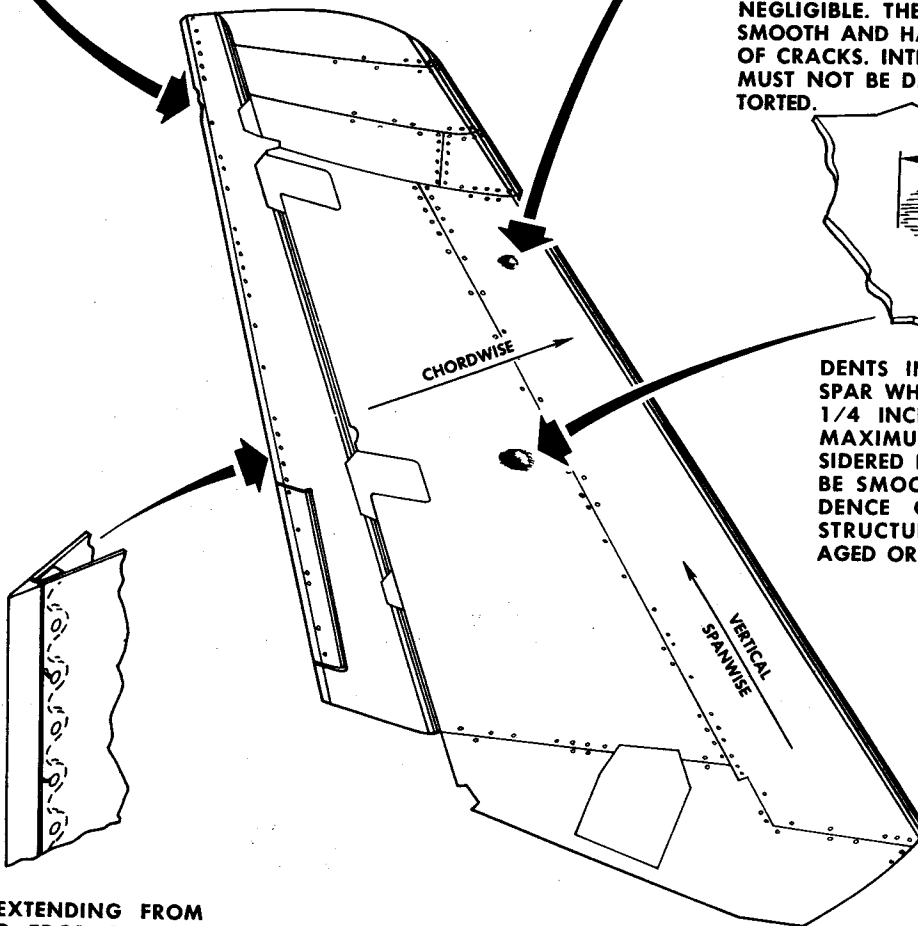 NEGLIGIBLE. THE
SMOOTH AND HA
OF CRACKS. INT
MUST NOT BE D
TORTED.
CHORDWISE
DENTS IN
SPAR WH
1/4 INC
MAXIMU
SIDERED
BE SMOO
DENCE
STRUCTU
AGED OR
VERTICAL
SPANWISE
EXTENDING FROM